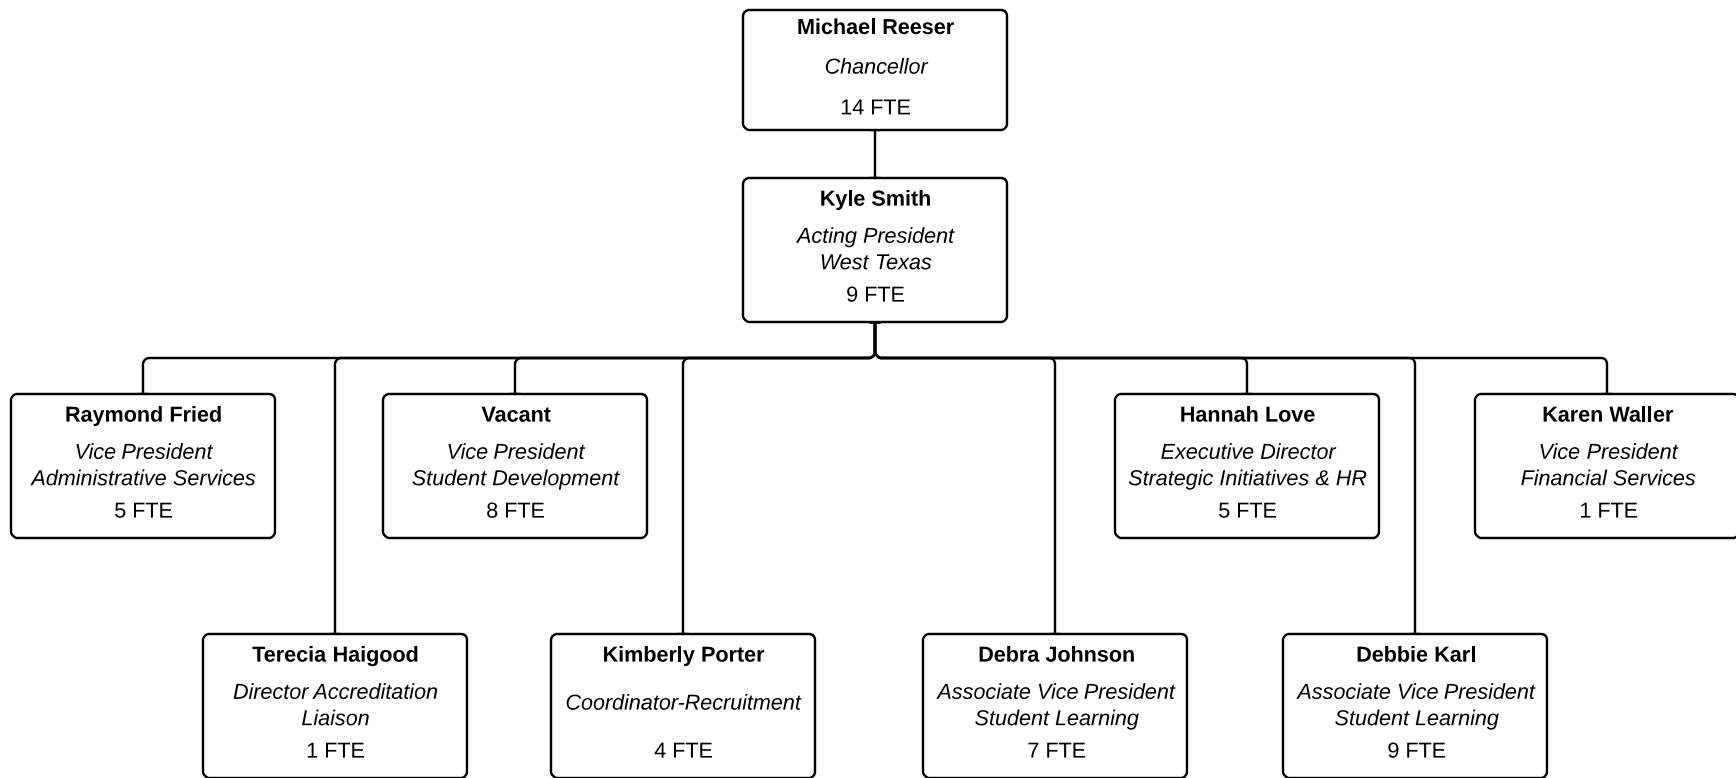 Michael Reeser
Chancellor
14 FTE
Kyle Smith
Acting President
West Texas
9 FTE
Raymond Fried
Vice President
Administrative Services
5 FTE
Vacant
Vice President
Student Development
8 FTE
Hannah Love
Executive Director
Strategic Initiatives & HR
5 FTE
Karen Waller
Vice President
Financial Services
1 FTE
Terecia Haigood
Director Accreditation
Liaison
1 FTE
Kimberly Porter
Coordinator-Recruitment
4 FTE
Debra Johnson
Associate Vice President
Student Learning
7 FTE
Debbie Karl
Associate Vice President
Student Learning
9 FTE